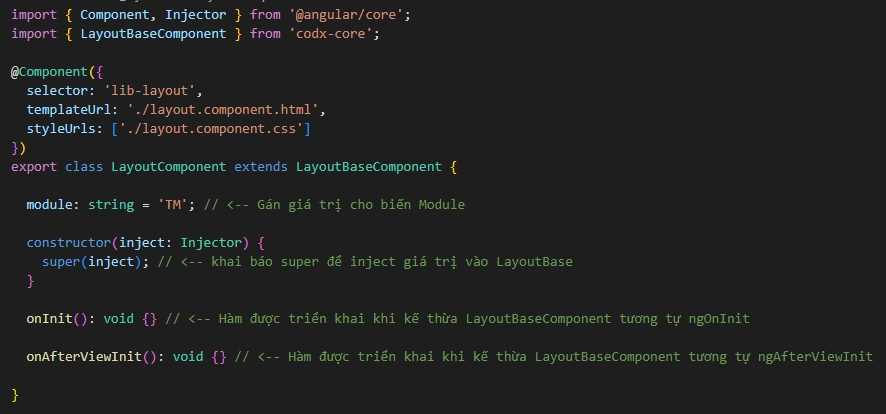 import { Component, Injector } from '@angular/core';
import { LayoutBaseComponent } from 'codx-core';
@Component({
selector: 'lib-layout',
templateUrl: './layout.component.html',
styleUrls: ['./layout.component.css']
})
export class LayoutComponent extends LayoutBaseComponent {
module: string = 'TM'; // <-- Gán giá trị cho biến Module
constructor(inject: Injector) {
super(inject); // <-- khai báo super để inject giá trị vào LayoutBase
}
onInit(): void {} // <-- Hàm được triển khai khi kế thừa LayoutBaseComponent tương tự ngOnInit
onAfterViewInit(): void {} // <-- Hàm được triển khai khi kế thừa LayoutBaseComponent tương tự ngAfterViewInit
}